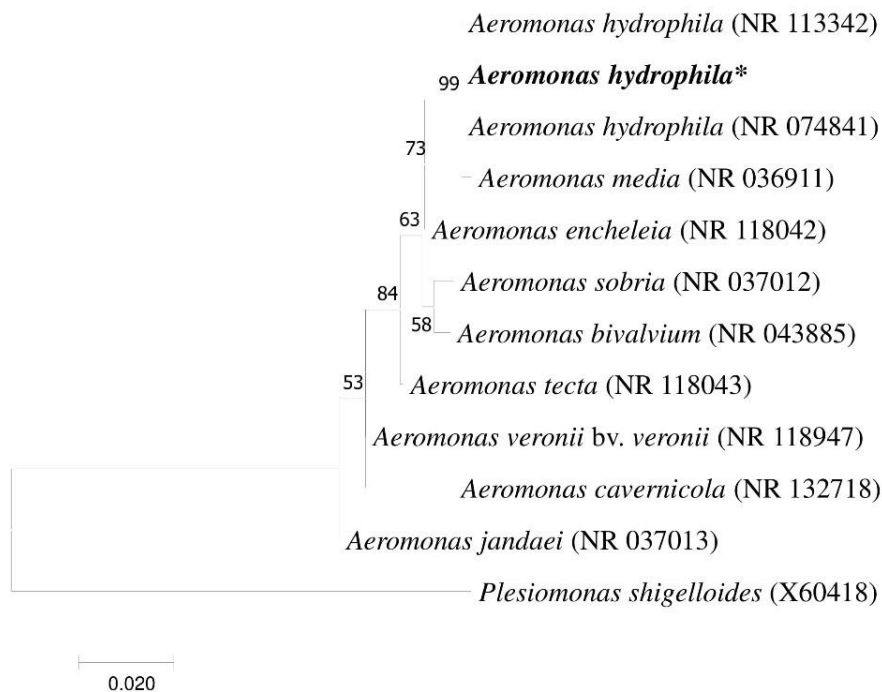 Aeromonas hydrophila (NR 113342)
99 Aeromonas hydrophila*
Aeromonas hydrophila (NR 074841)
73
Aeromonas media (NR 036911)
63
Aeromonas encheleia (NR 118042)
Aeromonas sobria (NR 037012)
84
58
Aeromonas bivalvium (NR 043885)
53
Aeromonas tecta (NR 118043)
Aeromonas veronii bv. veronii (NR 118947)
Aeromonas cavernicola (NR 132718)
Aeromonas jandaei (NR 037013)
Plesiomonas shigelloides (X60418)
0.020